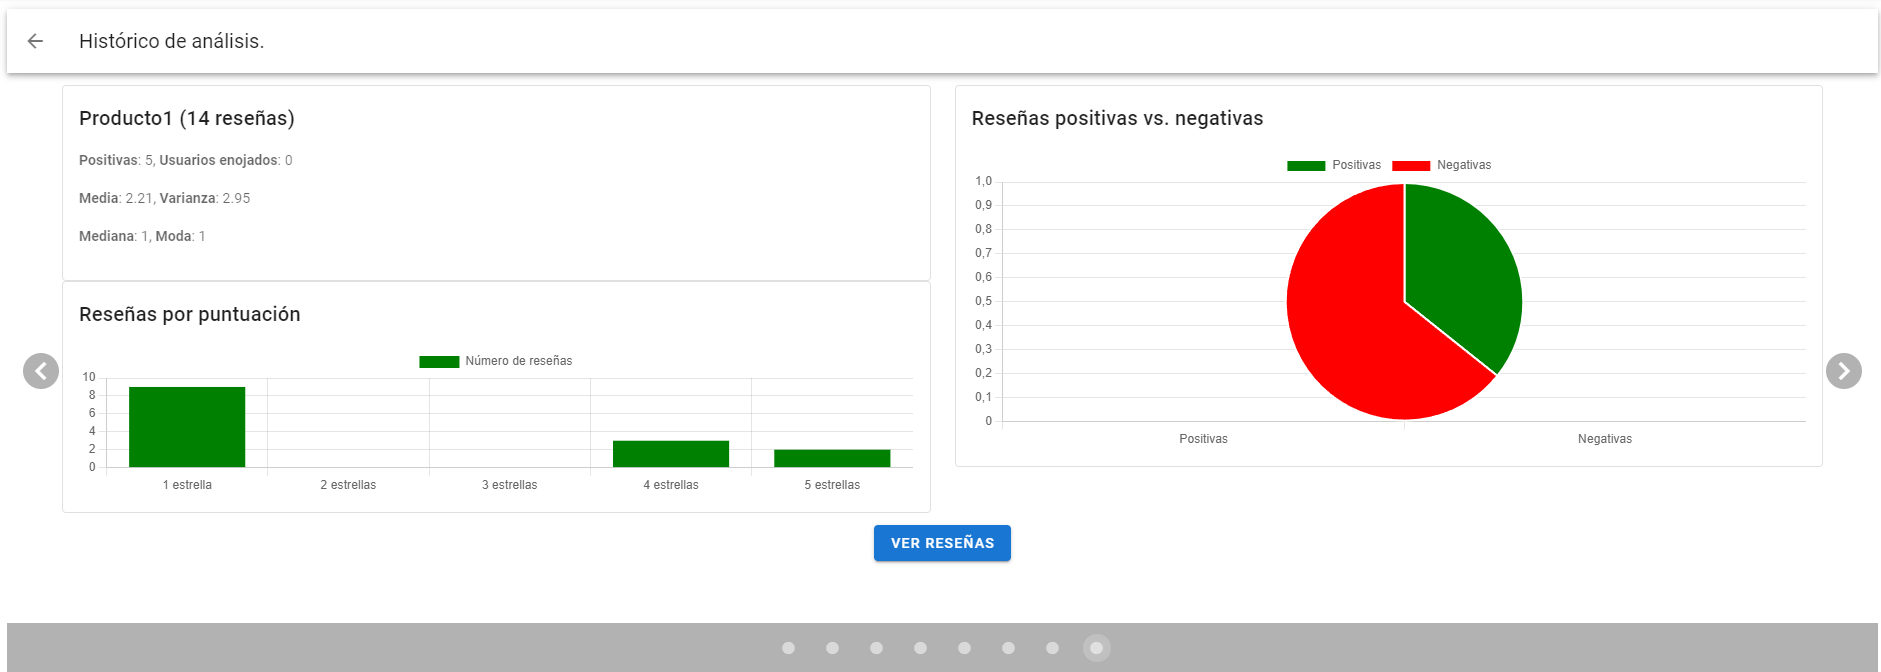 Histórico de análisis.
Producto1 (14 reseñas)
Positivas: 5, Usuarios enojados: 0
Media: 2.21, Varianza: 2.95
Mediana: 1, Moda: 1
Reseñas por puntuación
Número de reseñas
10
8
6
4
2
0
1 estrella
2 estrellas
3 estrellas
4 estrellas
5 estrellas
Reseñas positivas vs. negativas
Positivas
Negativas
1,0
0,9
0,8
0,7
0,6
0,5
0,4
0,3
0,2
0,1
0
Positivas
Negativas
VER RESEÑAS